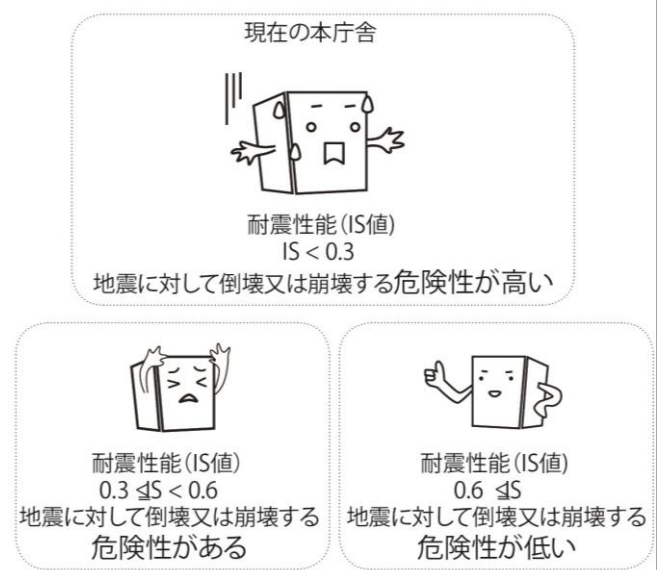 現在の本庁舎
耐震性能(IS値)
IS < 0.3
地震に対して倒壊又は崩壊する危険性が高い
耐震性能(IS値)
0.3 ≦IS < 0.6
地震に対して倒壊又は崩壊する
危険性がある
耐震性能(IS値)
0.6 ≦IS
地震に対して倒壊又は崩壊する
危険性が低い